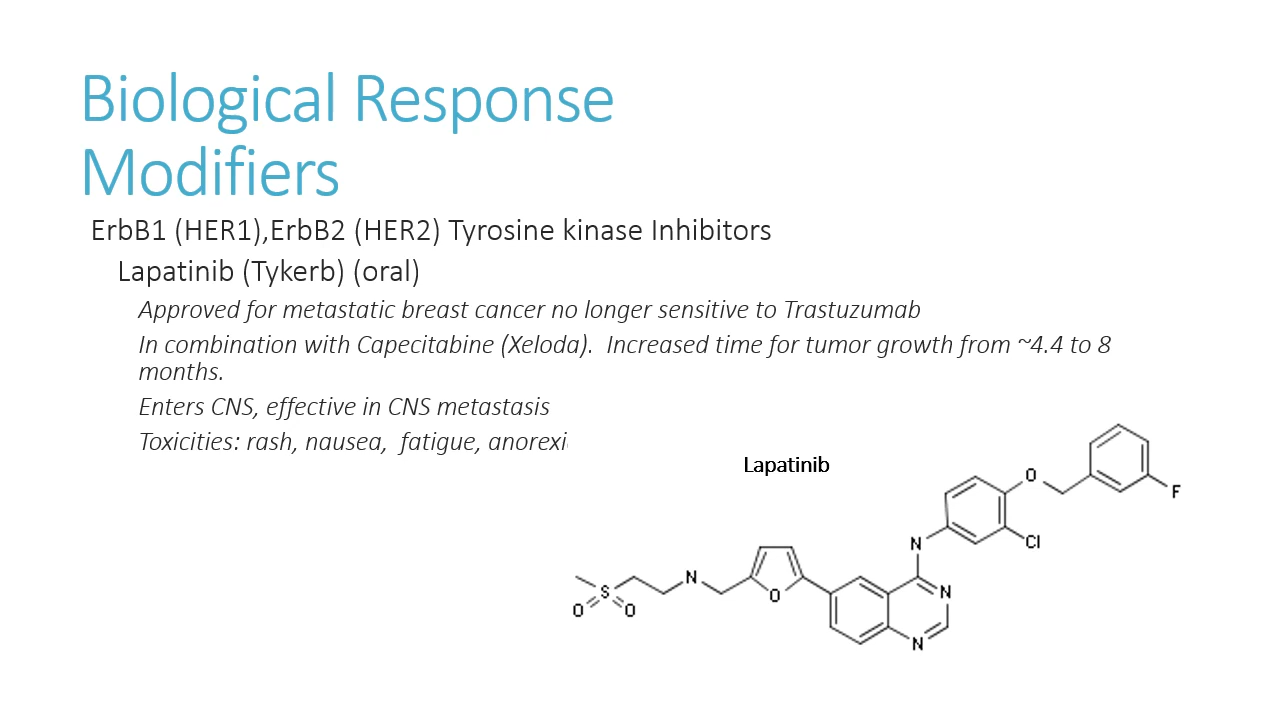 Biological Response
Modifiers
ErbB1 (HER1),ErbB2 (HER2) Tyrosine kinase Inhibitors
Lapatinib (Tykerb) (oral)
Approved for metastatic breast cancer no longer sensitive to Trastuzumab
In combination with Capecitabine (Xeloda).  Increased time for tumor growth from ~4.4 to 8
months.
Enters CNS, effective in CNS metastasis
Toxicities: rash, nausea,  fatigue, anorexi
Lapatinib
O
F
N
Cl
N
S
O
O
O
N
N